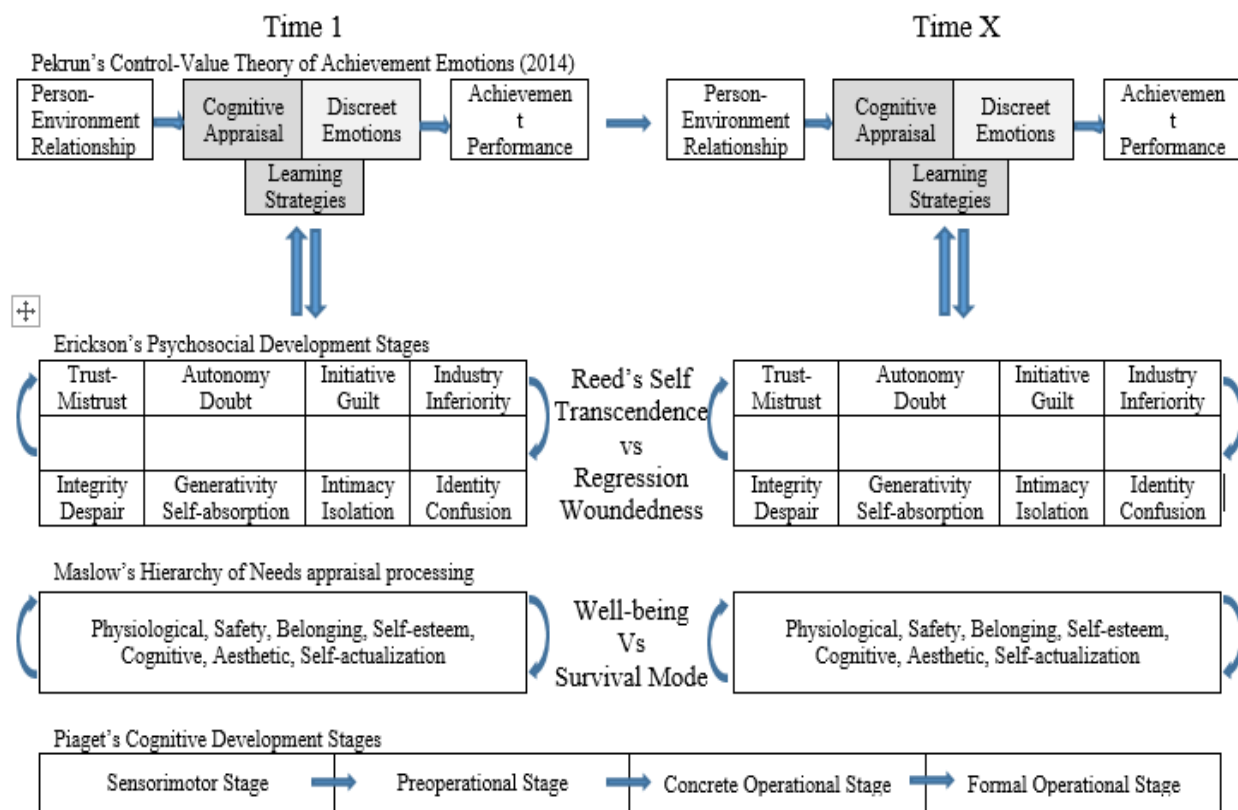 Time 1
Time X
Pekrun's Control-Value Theory of Achievement Emotions (2014)
Person-
Environment
Relationship
Cognitive
Appraisal
Discreet
Emotions
Achievemen
t
Performance
Learning
Strategies
Person-
Environment
Relationship
Cognitive
Appraisal
Discreet
Emotions
Achievemen
t
Performance
Learning
Strategies
Erickson's Psychosocial Development Stages
Trust-
Mistrust
Autonomy
Doubt
Initiative
Guilt
Industry
Inferiority
Integrity
Despair
Generativity
Self-absorption
Intimacy
Isolation
Identity
Confusion
Reed's Self
Transcendence
vs
Regression
Woundedness
Trust-
Mistrust
Autonomy
Doubt
Initiative
Guilt
Industry
Inferiority
Integrity
Despair
Generativity
Self-absorption
Intimacy
Isolation
Identity
Confusion
Maslow's Hierarchy of Needs appraisal processing
Physiological, Safety, Belonging, Self-esteem,
Cognitive, Aesthetic, Self-actualization
Well-being
Vs
Survival Mode
Physiological, Safety, Belonging, Self-esteem,
Cognitive, Aesthetic, Self-actualization
Piaget's Cognitive Development Stages
Sensorimotor Stage
Preoperational Stage
Concrete Operational Stage
Formal Operational Stage